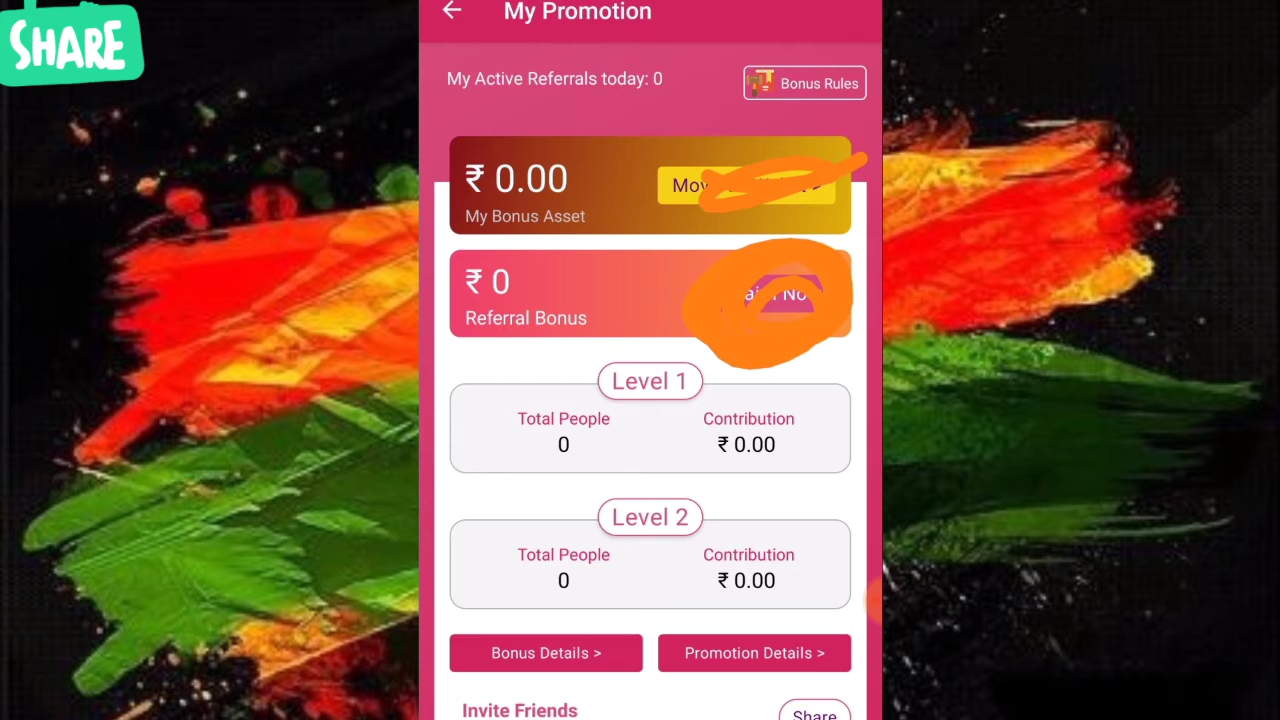 SHARE
My Promotion
My Active Referrals today: 0
Bonus Rules
₹ 0.00
My Bonus Asset
₹ 0
Referral Bonus
Level 1
Total People
Contribution
0
₹ 0.00
Level 2
Total People
Contribution
0
₹ 0.00
Bonus Details >
Promotion Details >
Invite Friends
Share